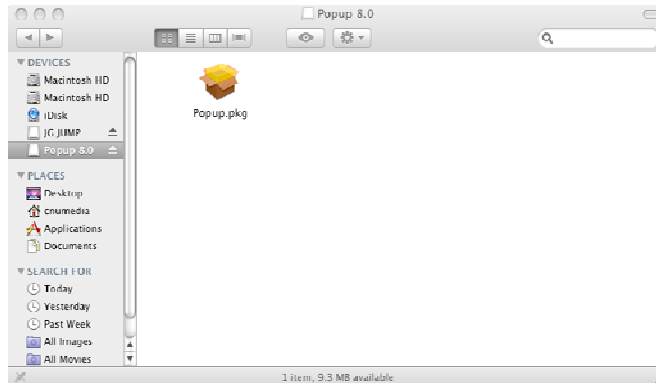 Popup 8.0
DEVICES
Macintosh HD
Macintosh HD
iDisk
JG JUMP
Popup 8.0
PLACES
Desktop
cnumedia
Applications
Documents
SEARCH FOR
Today
Yesterday
Past Week
All Images
All Movies
Popup.pkg
1 item, 9.3 MB available